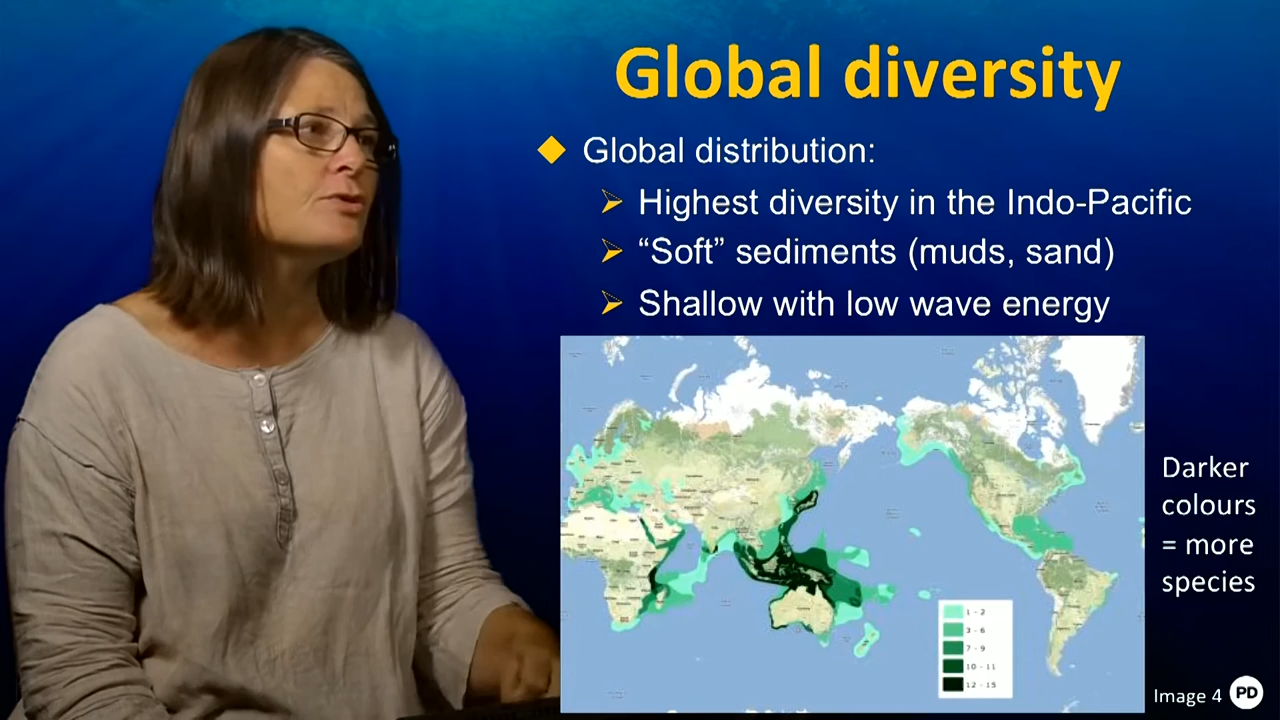 Global diversity
Global distribution:
Highest diversity in the Indo-Pacific
“Soft” sediments (muds, sand)
Shallow with low wave energy
Darker
colours
= more
species
1 - 2
3 - 6
7 - 9
10 - 11
12 - 15
Image 4 PD